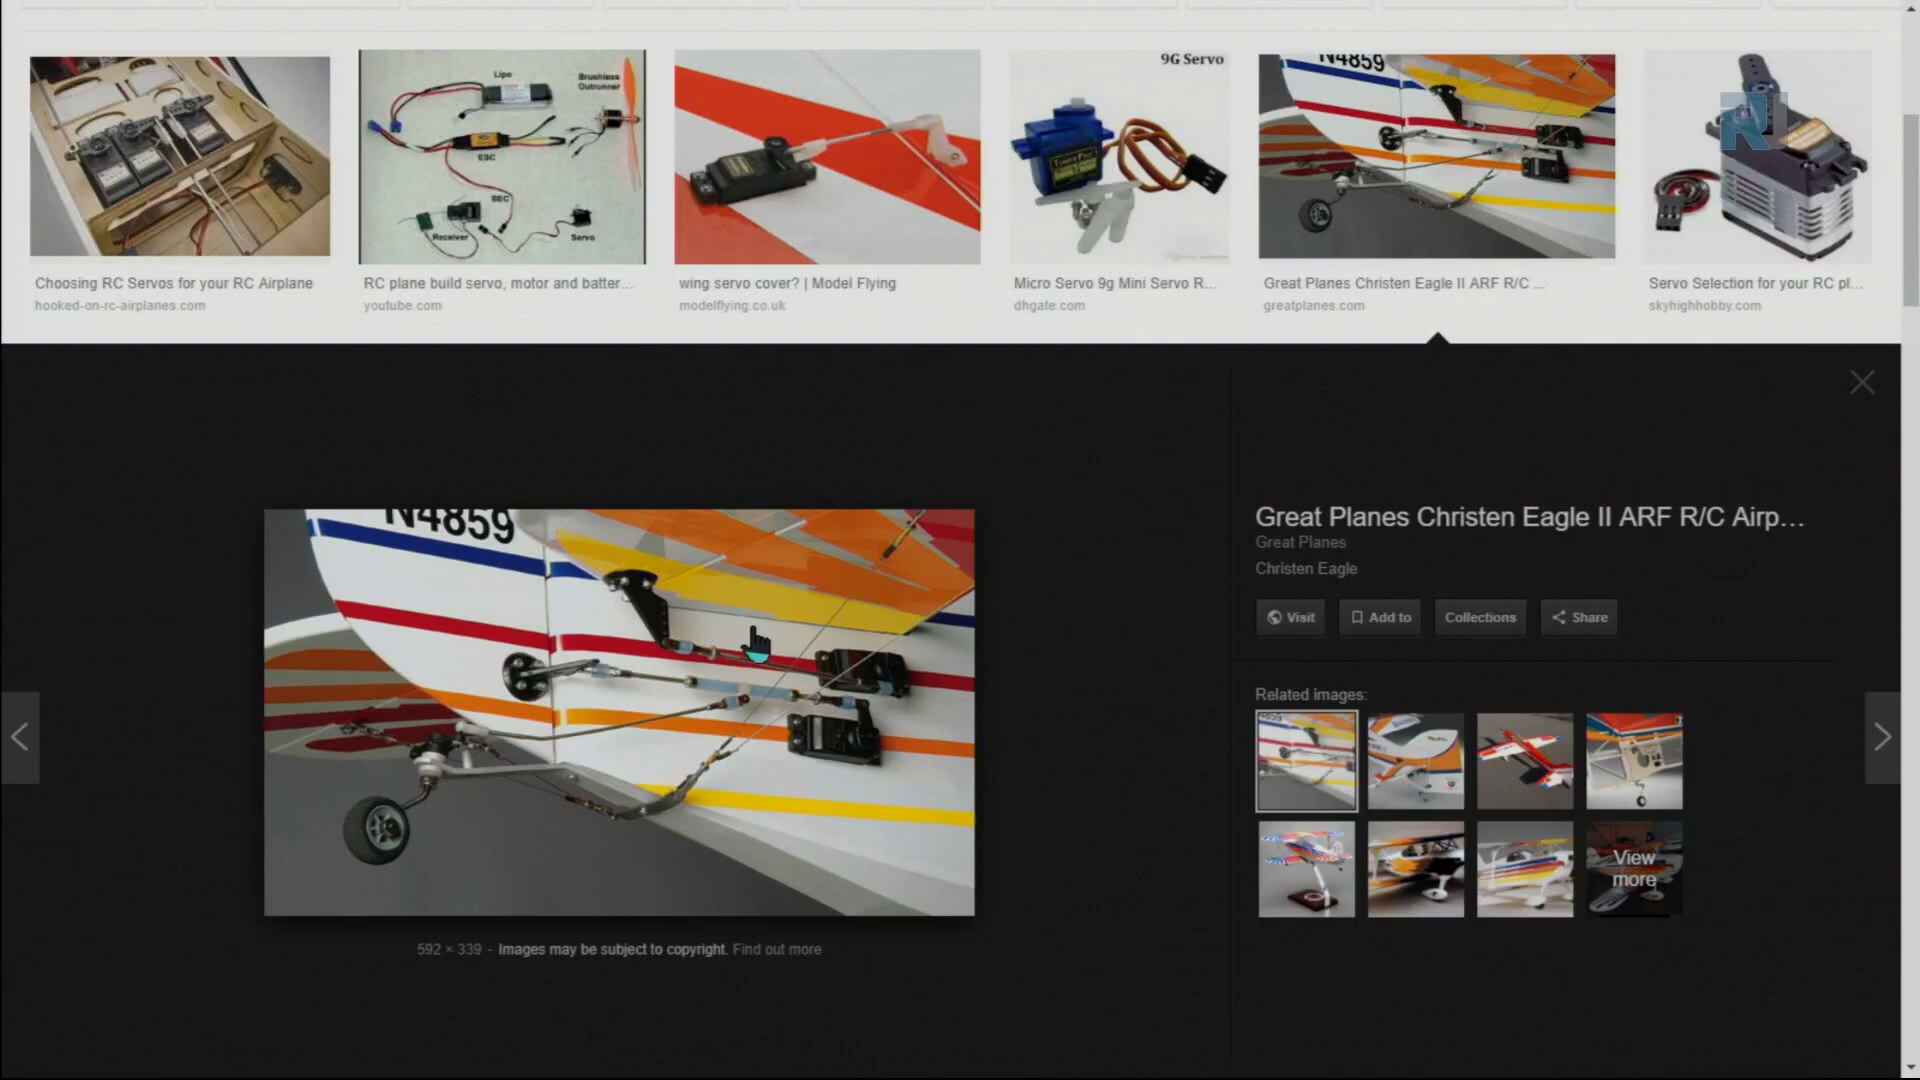 Lipo
Brushless
Outrunner
ESC
BEC
Receiver
Servo
9G Servo
N4859
Choosing RC Servos for your RC Airplane
hooked-on-rc-airplanes.com
RC plane build servo, motor and batter...
youtube.com
wing servo cover? | Model Flying
modelflying.co.uk
Micro Servo 9g Mini Servo R...
dhgate.com
Great Planes Christen Eagle II ARF R/C ...
greatplanes.com
Servo Selection for your RC pl...
skyhighhobby.com
N4859
592 × 339 - Images may be subject to copyright. Find out more
Great Planes Christen Eagle II ARF R/C Airp...
Great Planes
Christen Eagle
Visit
Add to
Collections
Share
Related images:
View
more